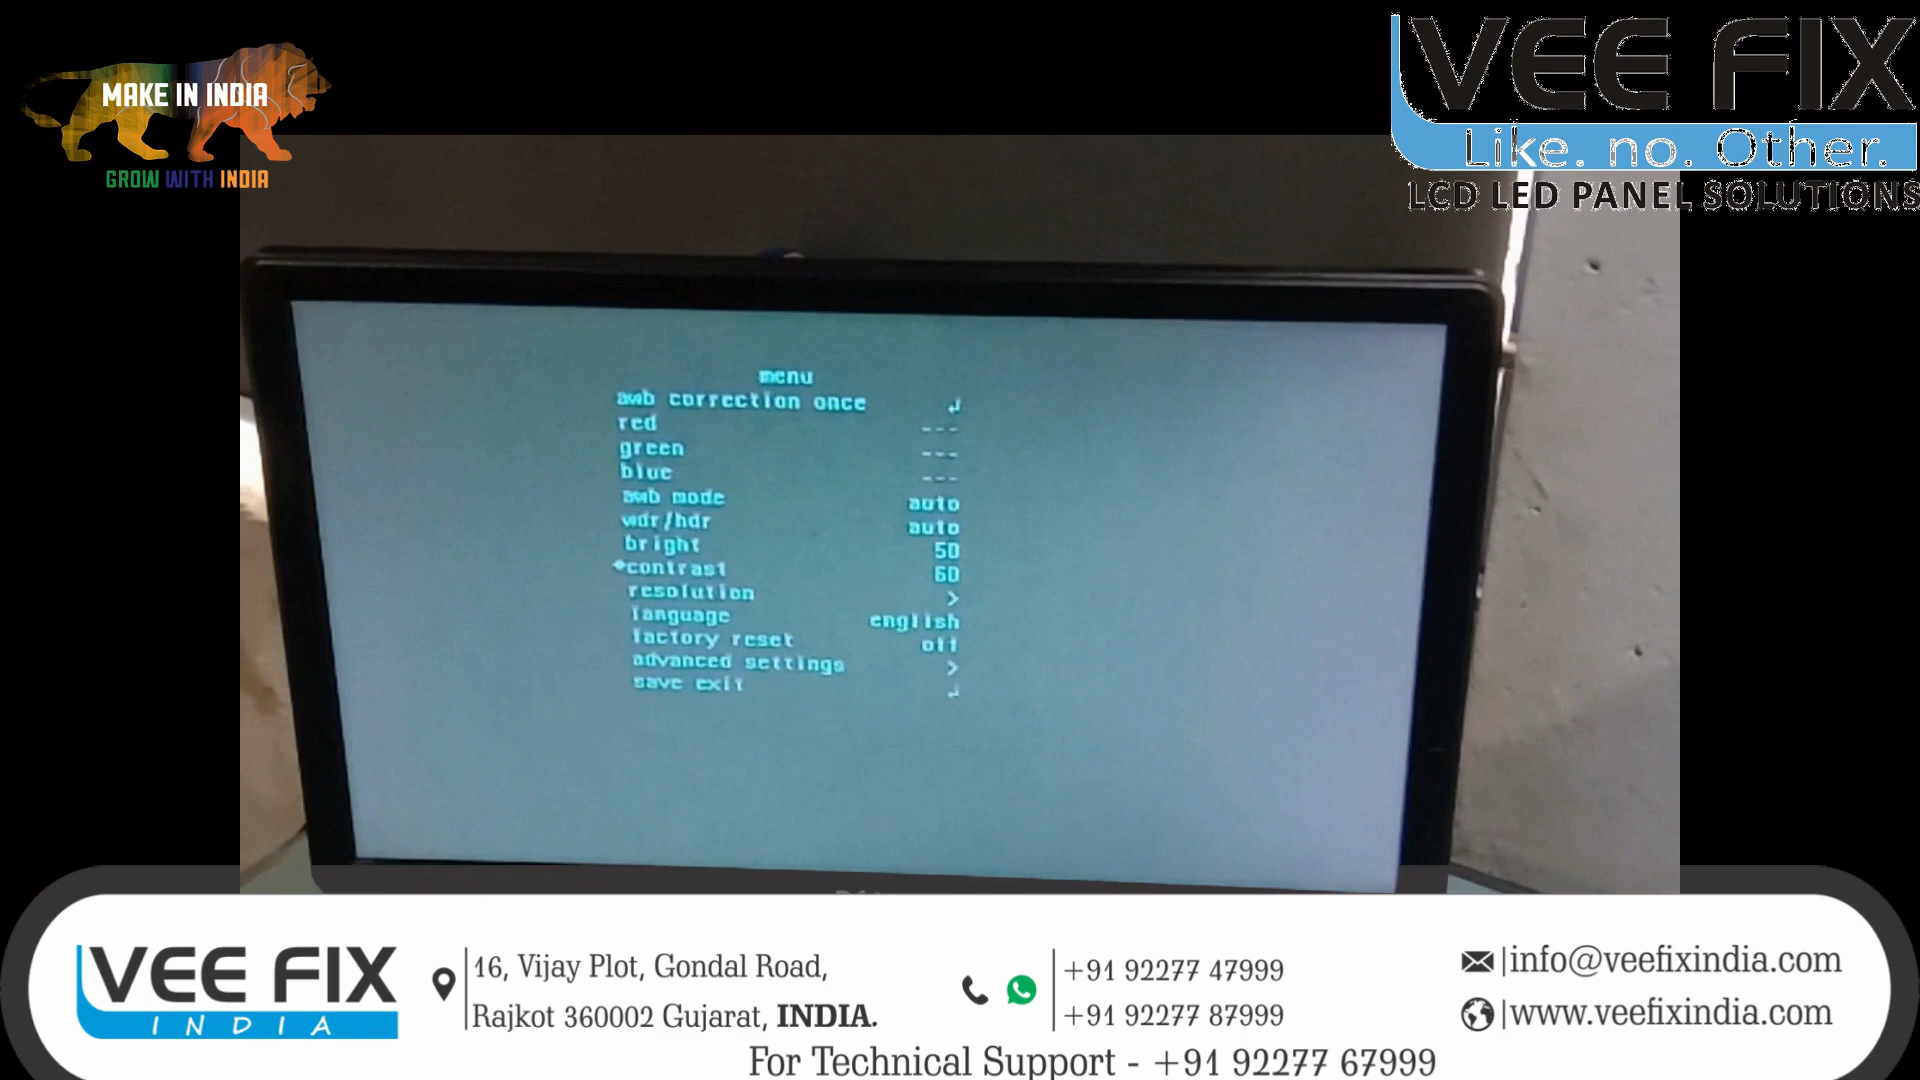 MAKE IN INDIA
GROW WITH INDIA
VEE FIX
Like. no. Other.
LCD LED PANEL SOLUTIONS
menu
awb correction once ↲
red ---
green ---
blue ---
awb mode auto
wdr/hdr auto
bright 50
contrast 60
resolution >
language english
factory reset off
advanced settings >
save exit ↲
VEE FIX
INDIA
16, Vijay Plot, Gondal Road,
Rajkot 360002 Gujarat, INDIA.
+91 92277 47999
+91 92277 87999
info@veefixindia.com
www.veefixindia.com
For Technical Support - +91 92277 67999